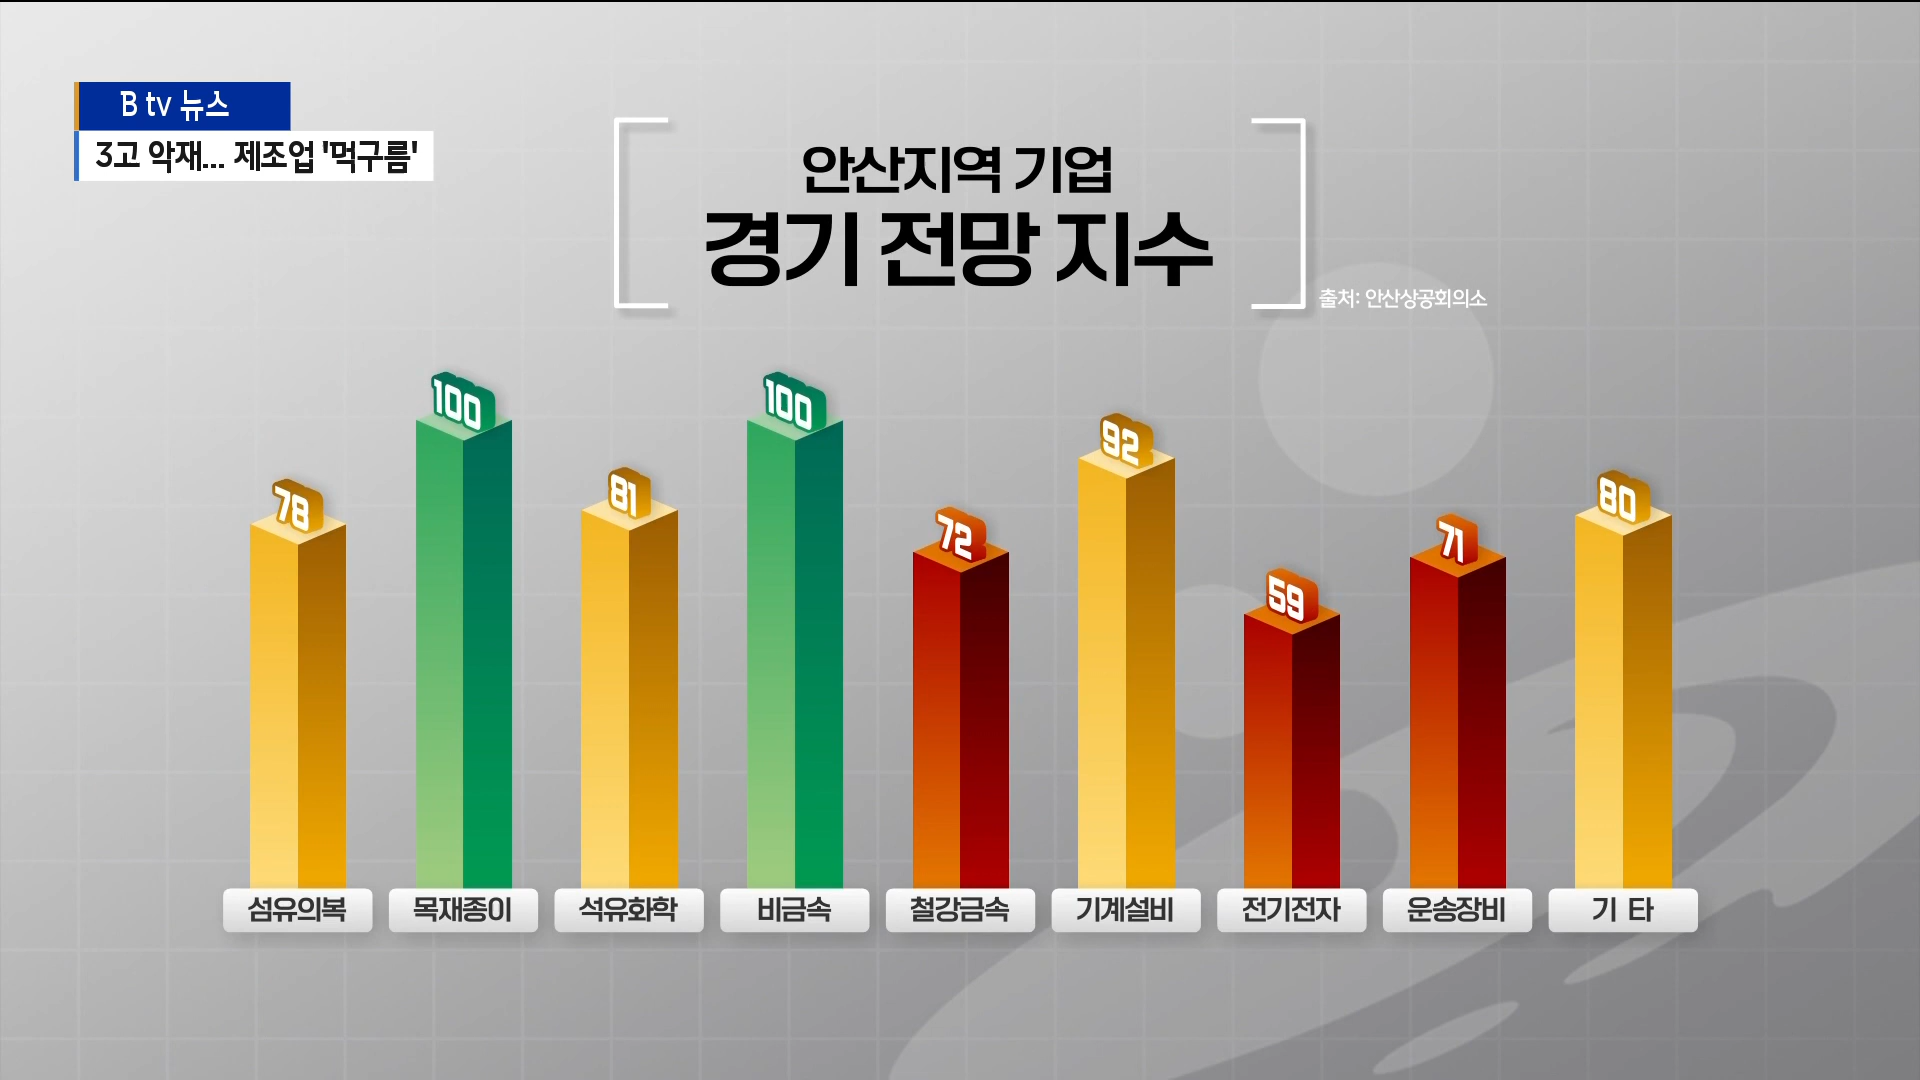 B tv 뉴스
3고 악재... 제조업 '먹구름'
안산지역 기업
경기 전망 지수
출처: 안산상공회의소
78
100
81
100
72
92
59
71
80
섬유의복
목재종이
석유화학
비금속
철강금속
기계설비
전기전자
운송장비
기 타